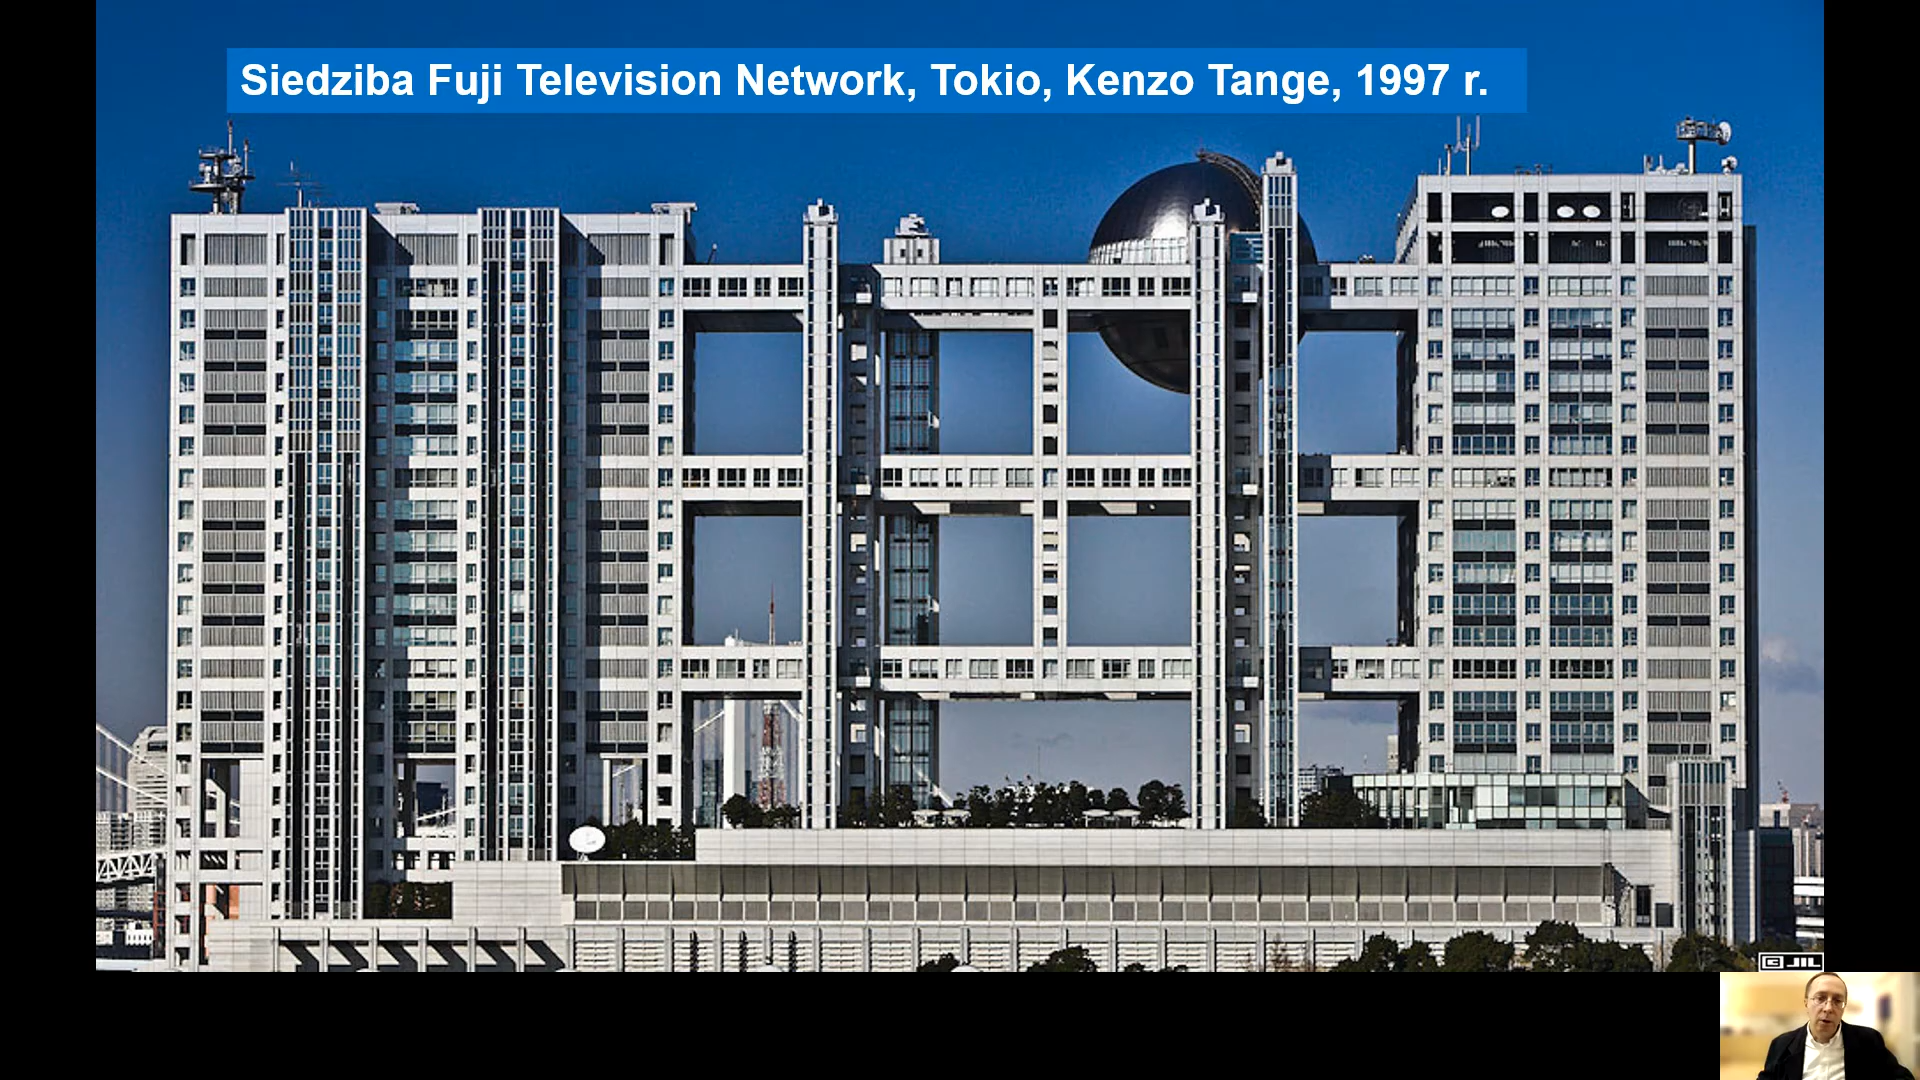 Siedziba Fuji Television Network, Tokio, Kenzo Tange, 1997 r.